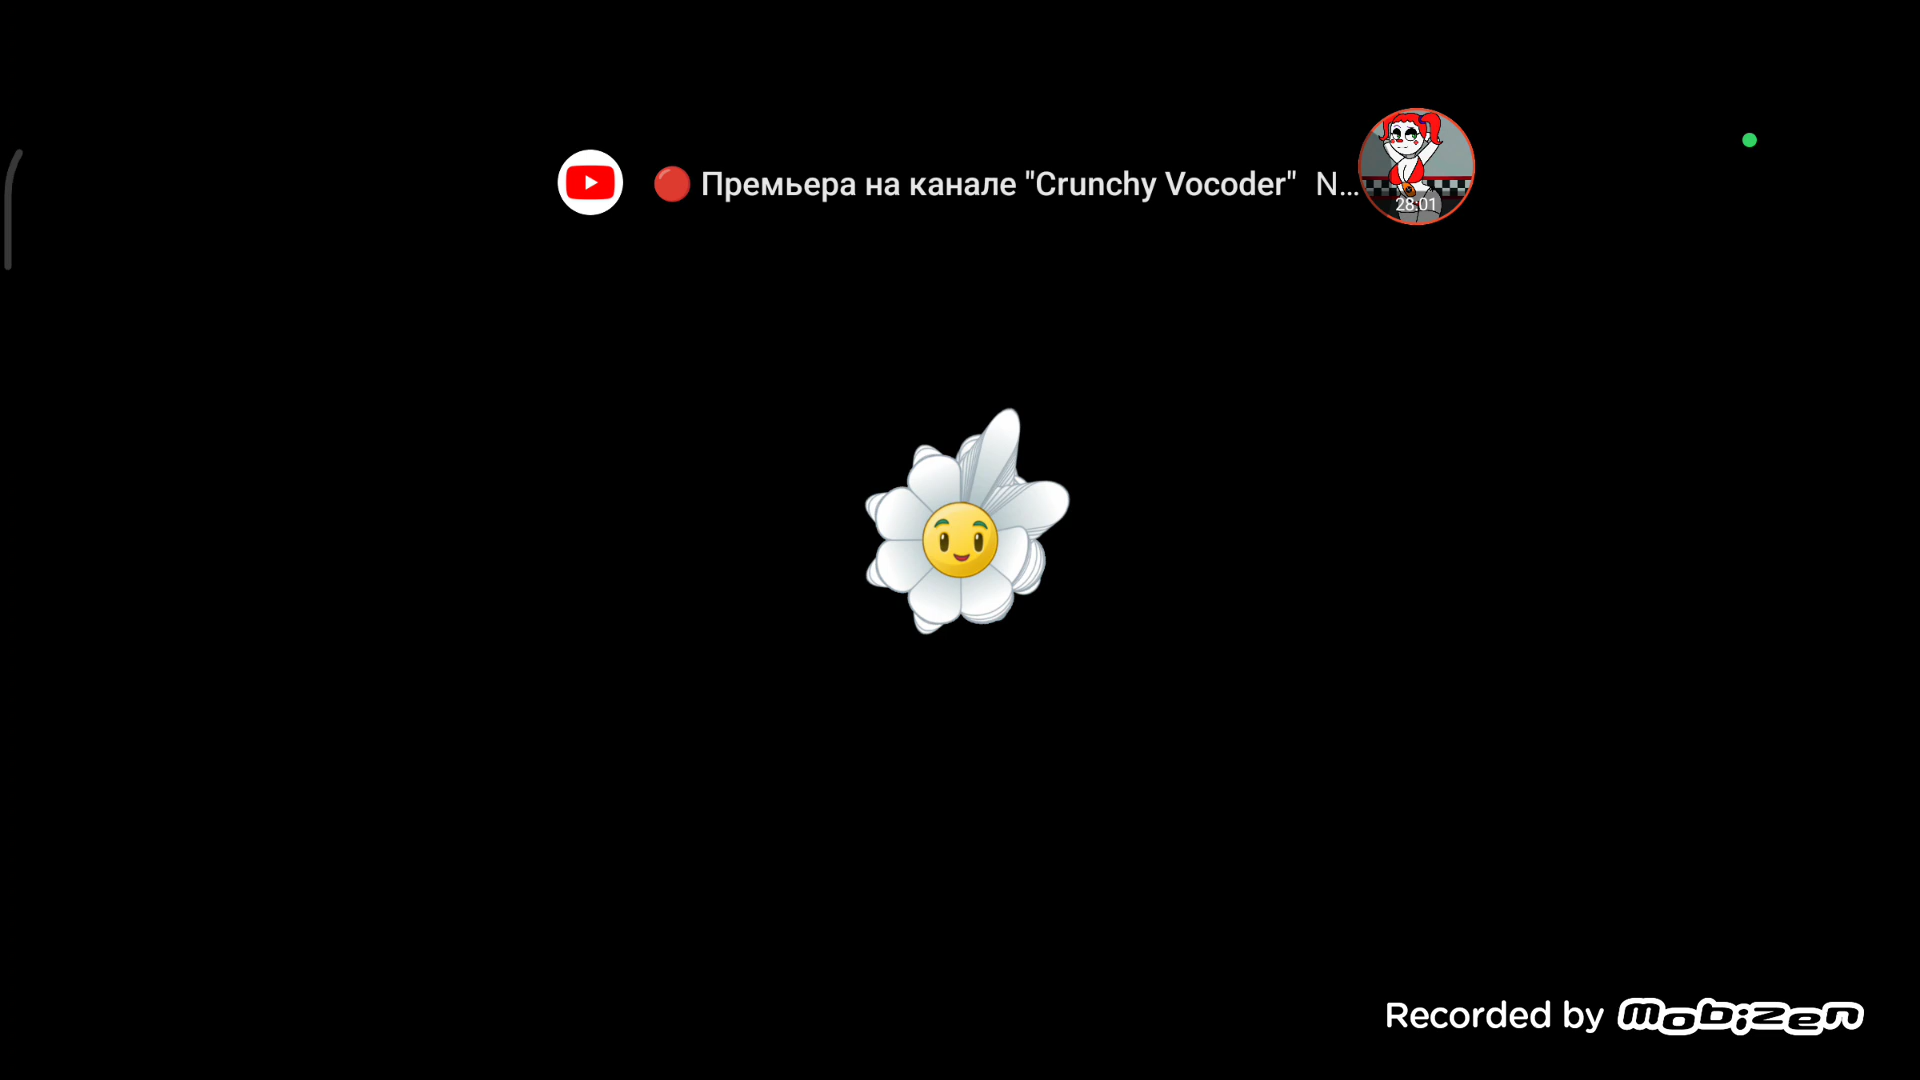 🔴 Премьера на канале "Crunchy Vocoder" N...
28:01
Recorded by mobizen